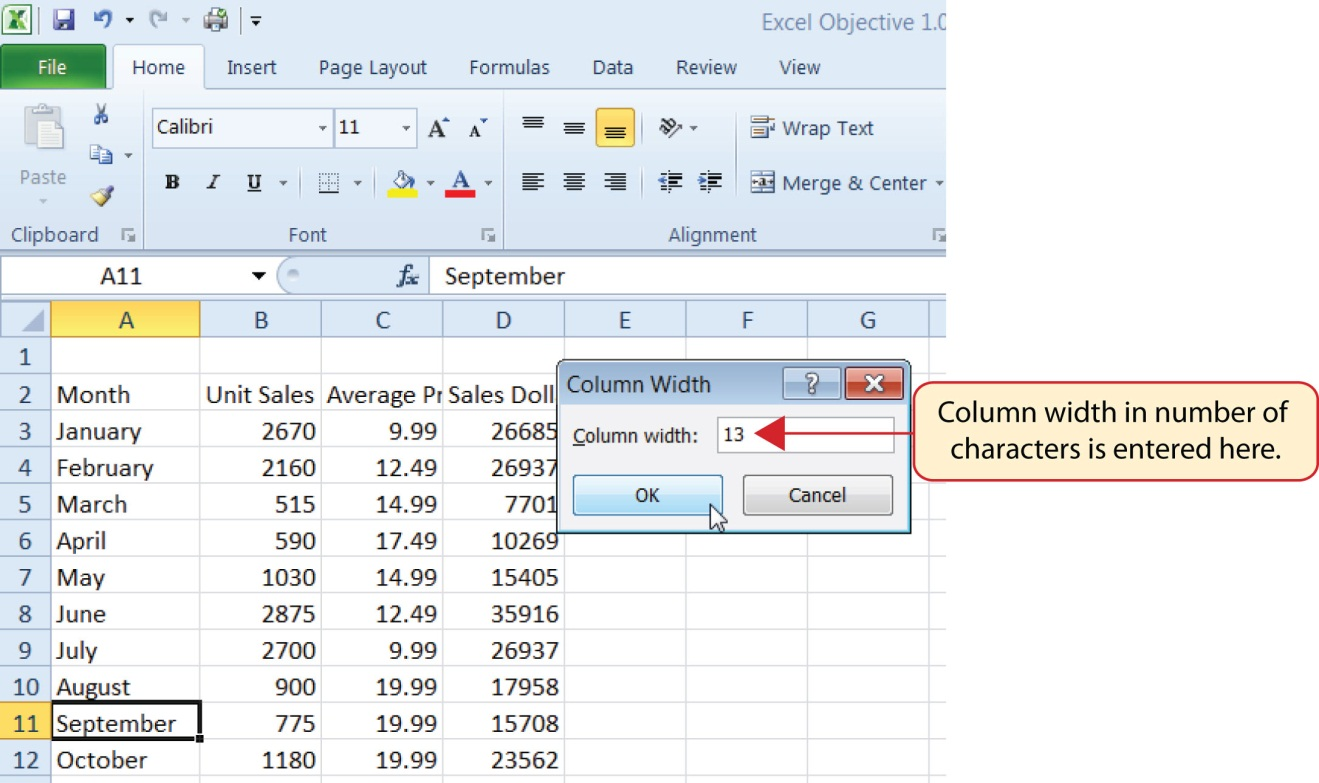 Excel Objective 1.0
File Home Insert Page Layout Formulas Data Review View
Calibri 11 A A Wrap Text
Paste B I U A Merge & Center
Clipboard Font Alignment
A11 fx September
A B C D E F G
1
2 Month Unit Sales Average Pr Sales Doll
3 January 2670 9.99 26685
4 February 2160 12.49 26937
5 March 515 14.99 7701
6 April 590 17.49 10269
7 May 1030 14.99 15405
8 June 2875 12.49 35916
9 July 2700 9.99 26937
10 August 900 19.99 17958
11 September 775 19.99 15708
12 October 1180 19.99 23562
Column Width ?
Column width: 13
OK Cancel
Column width in number of
characters is entered here.